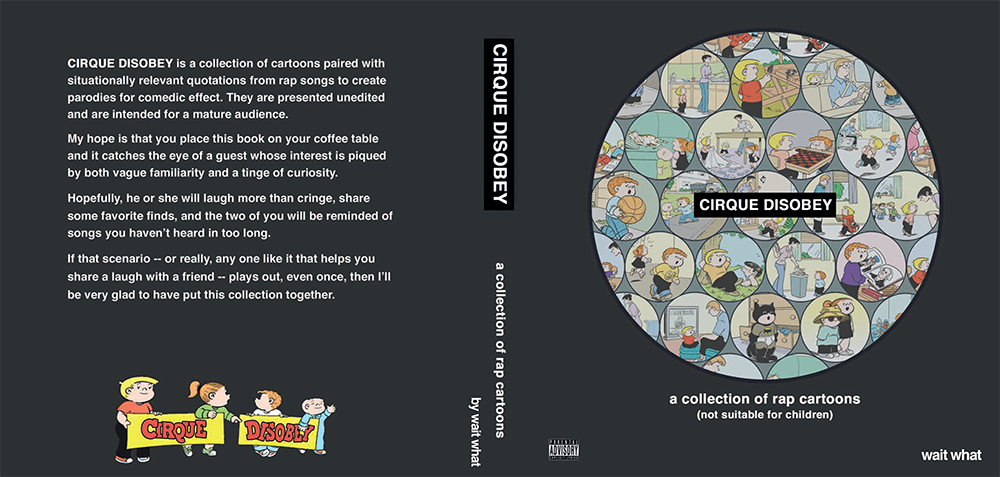 CIRQUE DISOBEY is a collection of cartoons paired with
situationally relevant quotations from rap songs to create
parodies for comedic effect. They are presented unedited
and are intended for a mature audience.
My hope is that you place this book on your coffee table
and it catches the eye of a guest whose interest is piqued
by both vague familiarity and a tinge of curiosity.
Hopefully, he or she will laugh more than cringe, share
some favorite finds, and the two of you will be reminded of
songs you haven't heard in too long.
If that scenario -- or really, any one like it that helps you
share a laugh with a friend -- plays out, even once, then I'll
be very glad to have put this collection together.
CIRQUE
DISOBEY
CIRQUE DISOBEY
a collection of rap cartoons
by wait what
CIRQUE DISOBEY
a collection of rap cartoons
(not suitable for children)
PARENTAL
ADVISORY
wait what